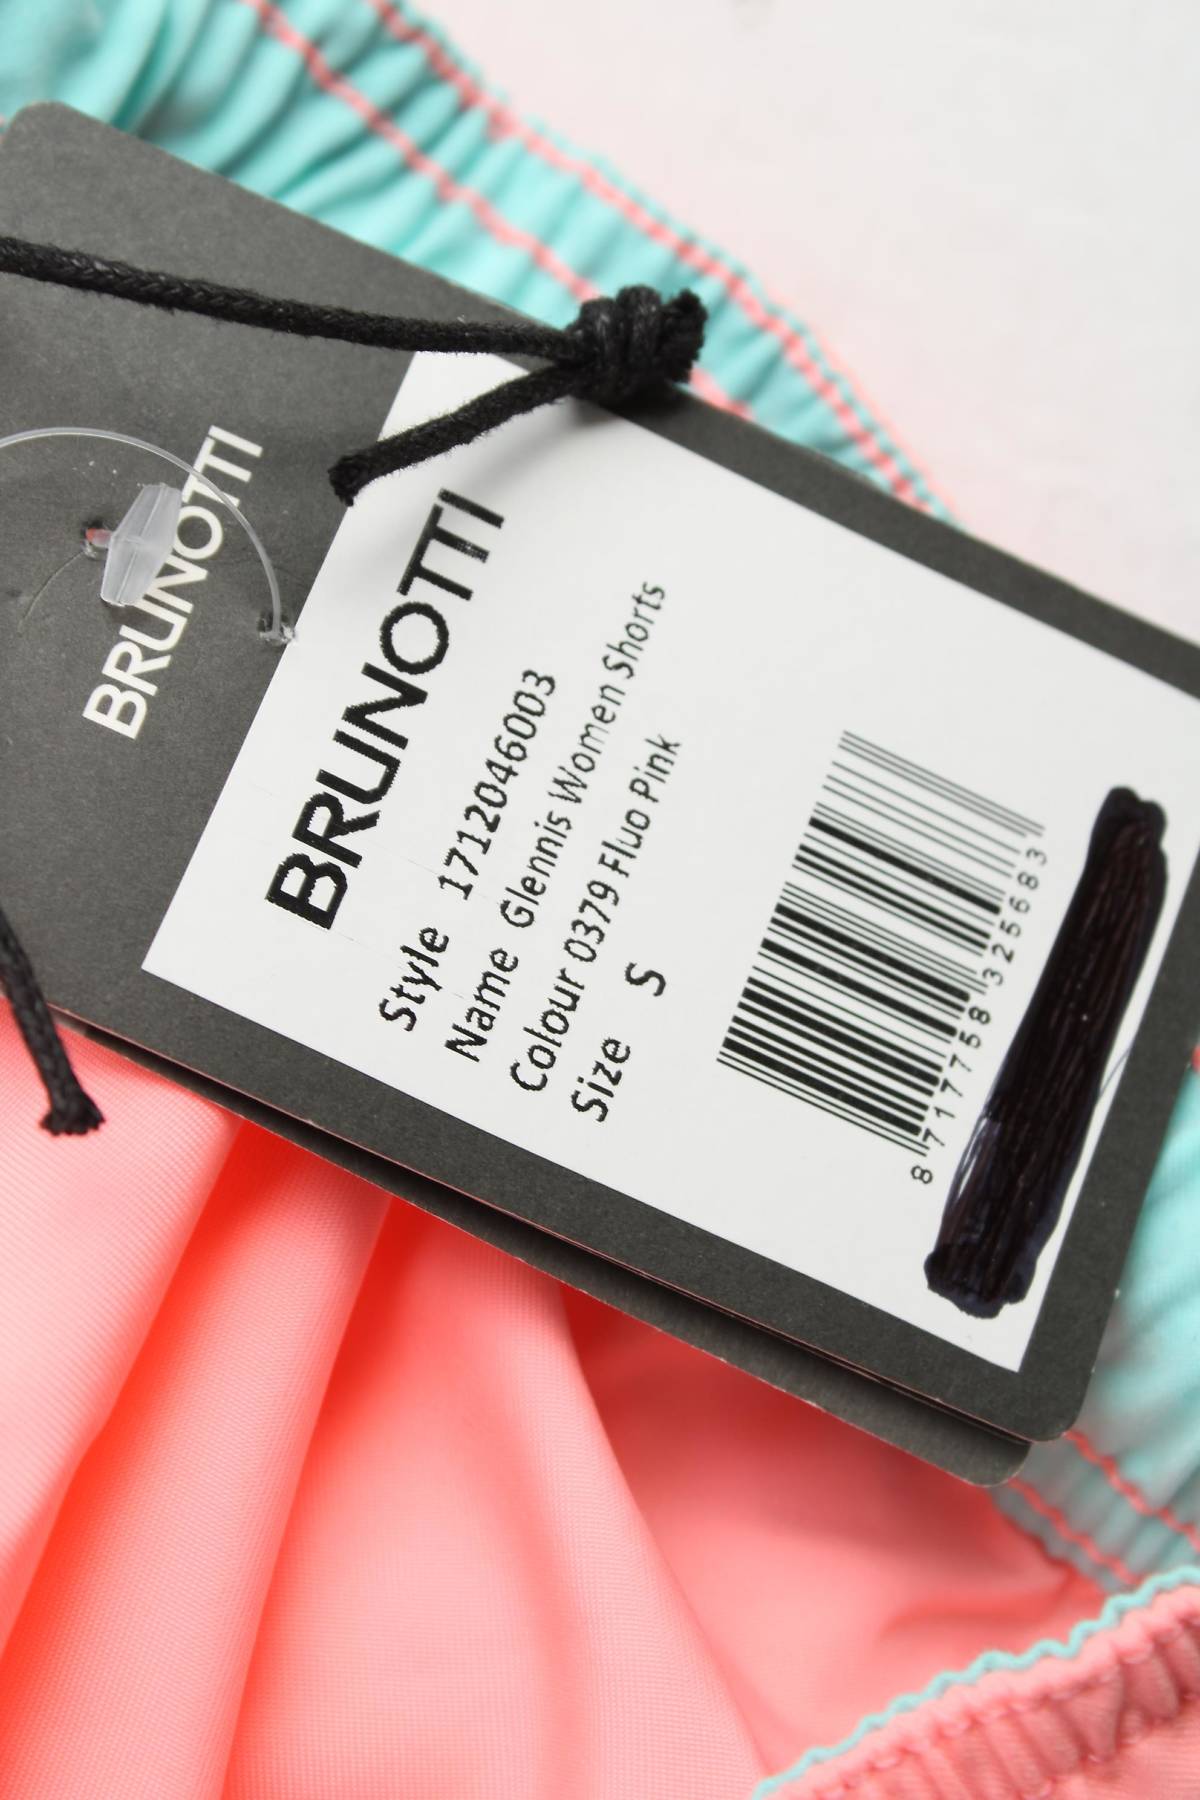 BRUNOTTI
BRUNOTTI
Style 1712046003
Name Glennis Women Shorts
Colour 0379 Fluo Pink
Size S
8 717758 325683